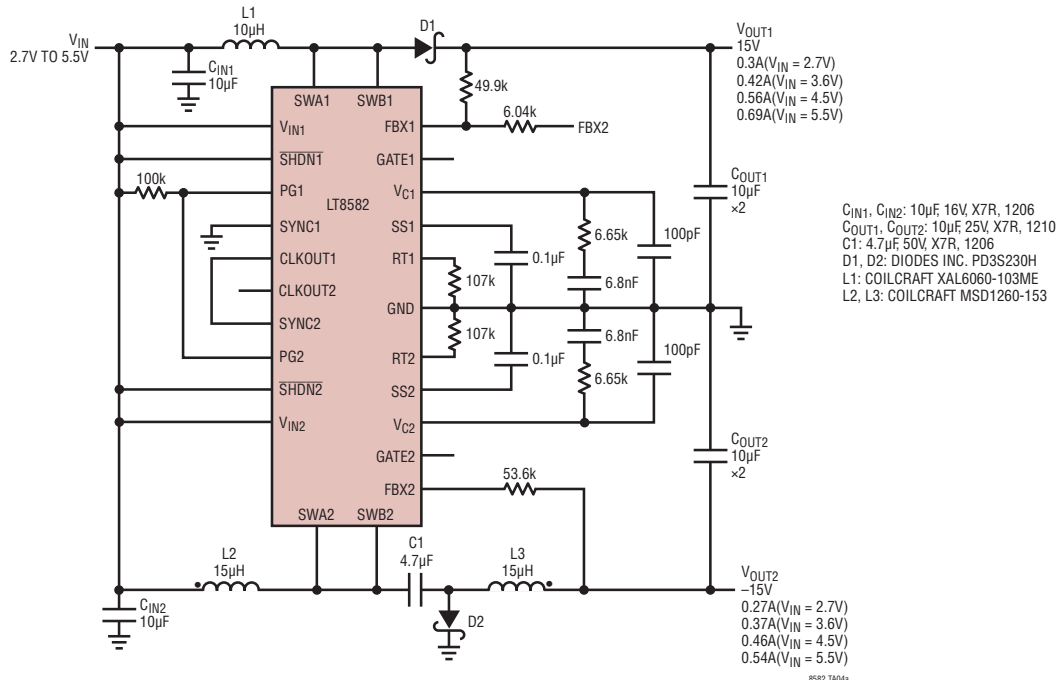 L1
10µH
D1
V_IN
2.7V TO 5.5V
C_IN1
10µF
V_OUT1
15V
0.3A(V_IN = 2.7V)
0.42A(V_IN = 3.6V)
0.56A(V_IN = 4.5V)
0.69A(V_IN = 5.5V)
49.9k
6.04k
FBX2
SWA1 SWB1
V_IN1
SHDN1
PG1
SYNC1
CLKOUT1
CLKOUT2
SYNC2
PG2
SHDN2
V_IN2
LT8582
FBX1
GATE1
V_C1
SS1
RT1
GND
RT2
SS2
V_C2
GATE2
FBX2
SWA2 SWB2
100k
6.65k
100pF
0.1µF
107k
6.8nF
107k
6.8nF
100pF
0.1µF
6.65k
53.6k
C_OUT1
10µF
×2
C_OUT2
10µF
×2
C_IN1, C_IN2: 10µF, 16V, X7R, 1206
C_OUT1, C_OUT2: 10µF, 25V, X7R, 1210
C1: 4.7µF, 50V, X7R, 1206
D1, D2: DIODES INC. PD3S230H
L1: COILCRAFT XAL6060-103ME
L2, L3: COILCRAFT MSD1260-153
L2
15µH
C1
4.7µF
L3
15µH
C_IN2
10µF
D2
V_OUT2
–15V
0.27A(V_IN = 2.7V)
0.37A(V_IN = 3.6V)
0.46A(V_IN = 4.5V)
0.54A(V_IN = 5.5V)
8582 TA04a